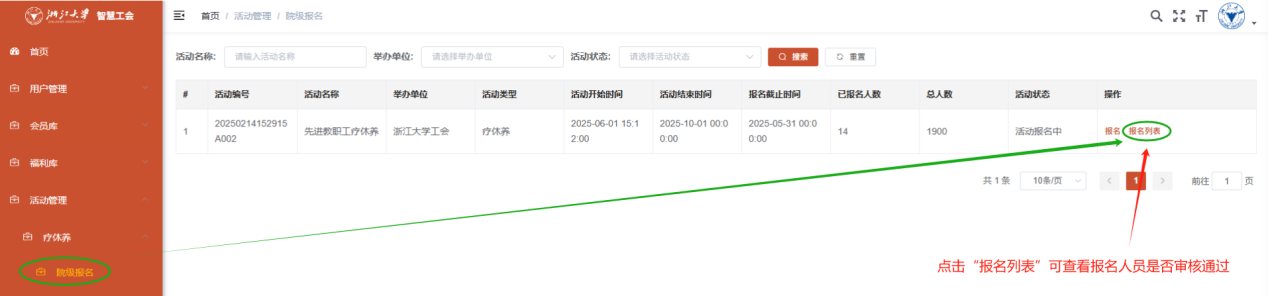 浙江大学 智慧工会
首页 / 活动管理 / 院级报名
首页
用户管理
会员库
福利库
活动管理
疗休养
院级报名
活动名称: 请输入活动名称 举办单位: 请选择举办单位 活动状态: 请选择活动状态 搜索 重置
# 活动编号 活动名称 举办单位 活动类型 活动开始时间 活动结束时间 报名截止时间 已报名人数 总人数 活动状态 操作
1 20250214152915A002 先进教职工疗休养 浙江大学工会 疗休养 2025-06-01 15:12:00 2025-10-01 00:00:00 2025-05-31 00:00:00 14 1900 活动报名中 报名 报名列表
共 1 条 10条/页 1 前往 1 页
点击“报名列表”可查看报名人员是否审核通过